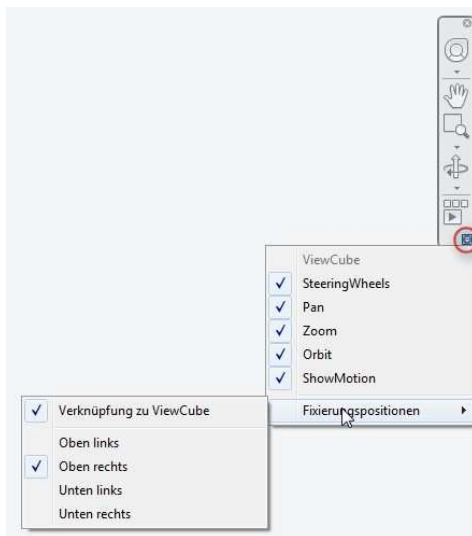 ViewCube
SteeringWheels
Pan
Zoom
Orbit
ShowMotion
Fixierungspositionen
Verknüpfung zu ViewCube
Oben links
Oben rechts
Unten links
Unten rechts